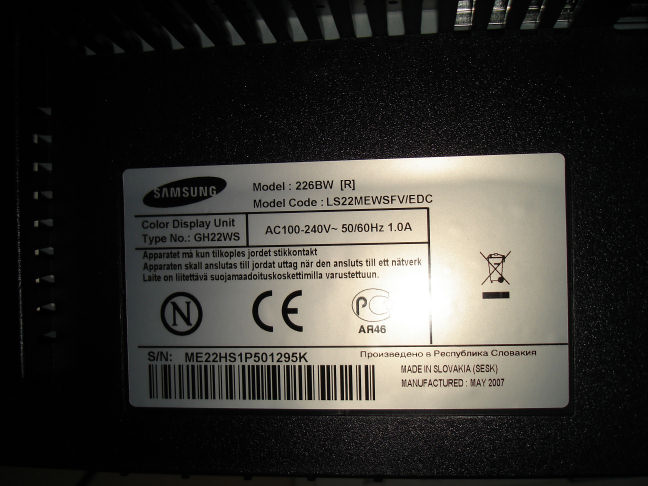 SAMSUNG
Model : 226BW [R]
Model Code : LS22MEWSFV/EDC
Color Display Unit
Type No.: GH22WS
AC100-240V~ 50/60Hz 1.0A
Apparatet må kun tilkoples jordet stikkontakt
Apparaten skall anslutas till jordat uttag när den ansluts till ett nätverk
Laite on liitettävä suojamaadoituskoskettimilla varustettuun.
N
CE
PC
АЯ46
S/N: ME22HS1P501295K
Произведено в Республика Словакия
MADE IN SLOVAKIA (SESK)
MANUFACTURED : MAY 2007